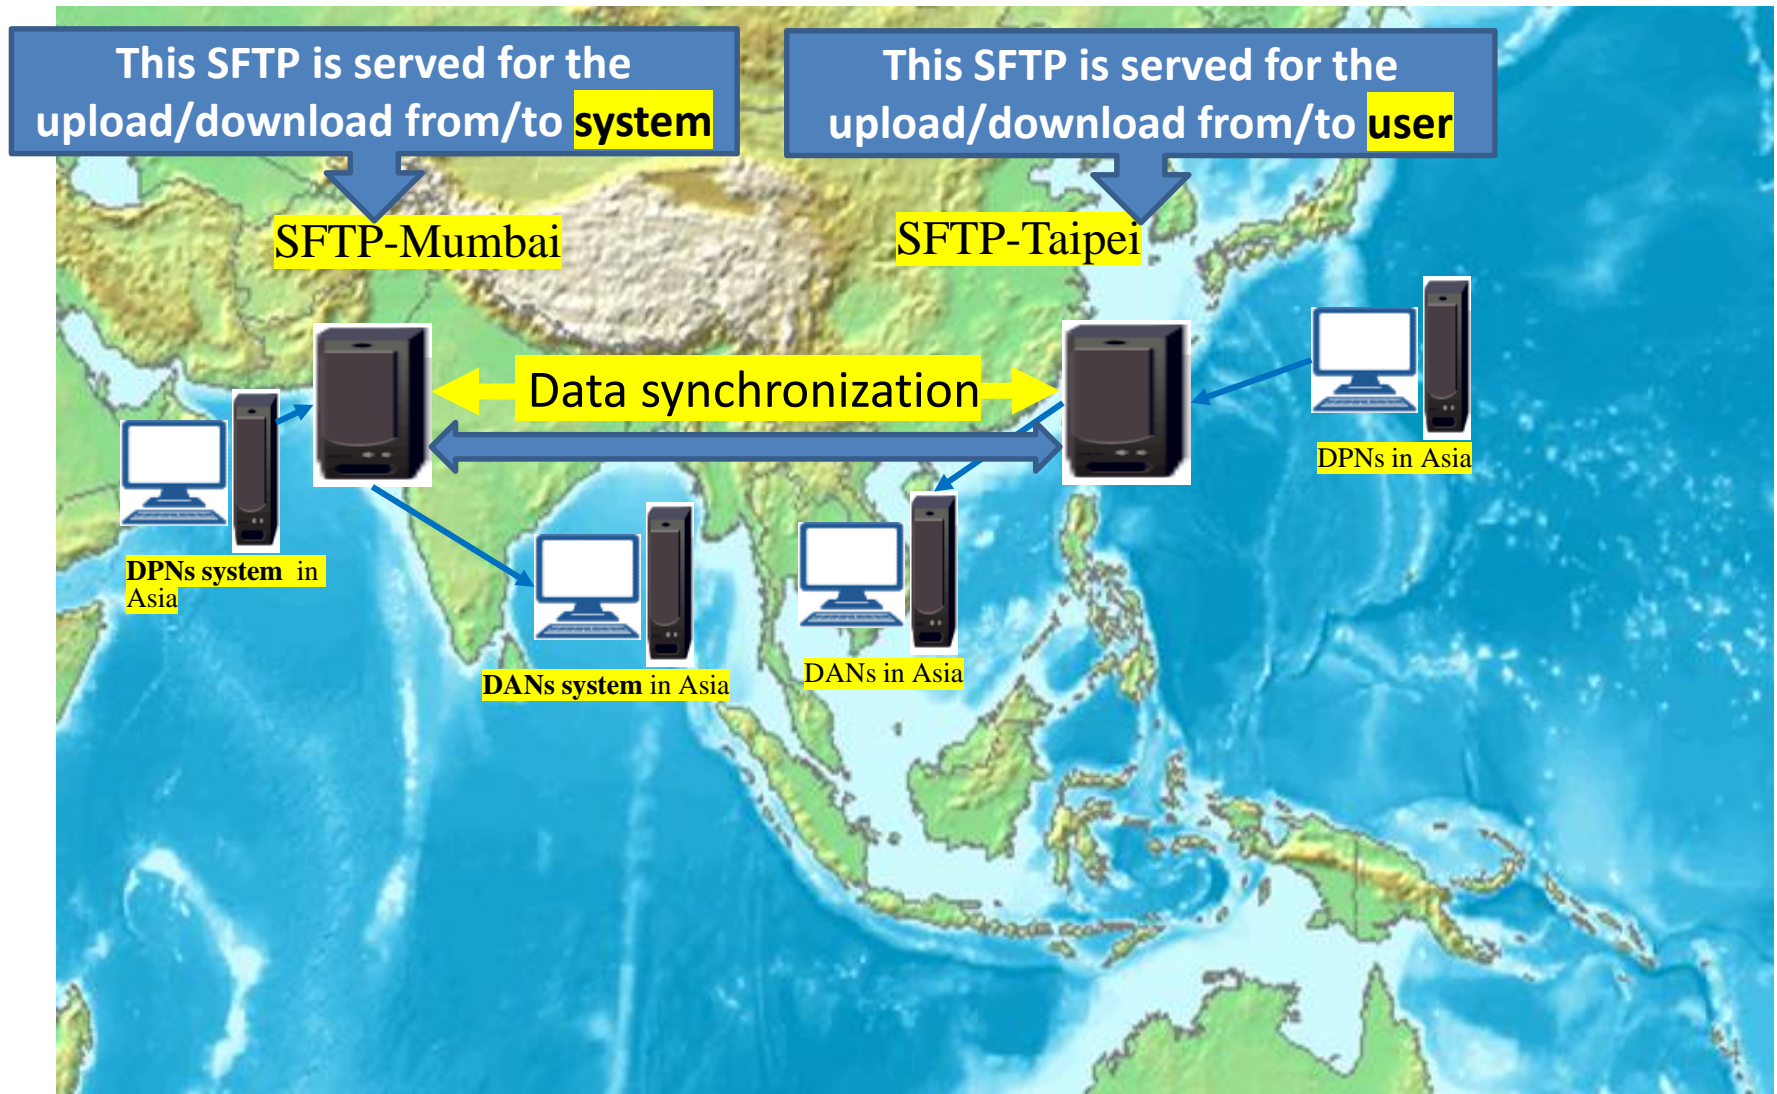 This SFTP is served for the
upload/download from/to system
This SFTP is served for the
upload/download from/to user
SFTP-Mumbai
SFTP-Taipei
Data synchronization
DPNs in Asia
DPNs system in
Asia
DANs system in Asia
DANs in Asia